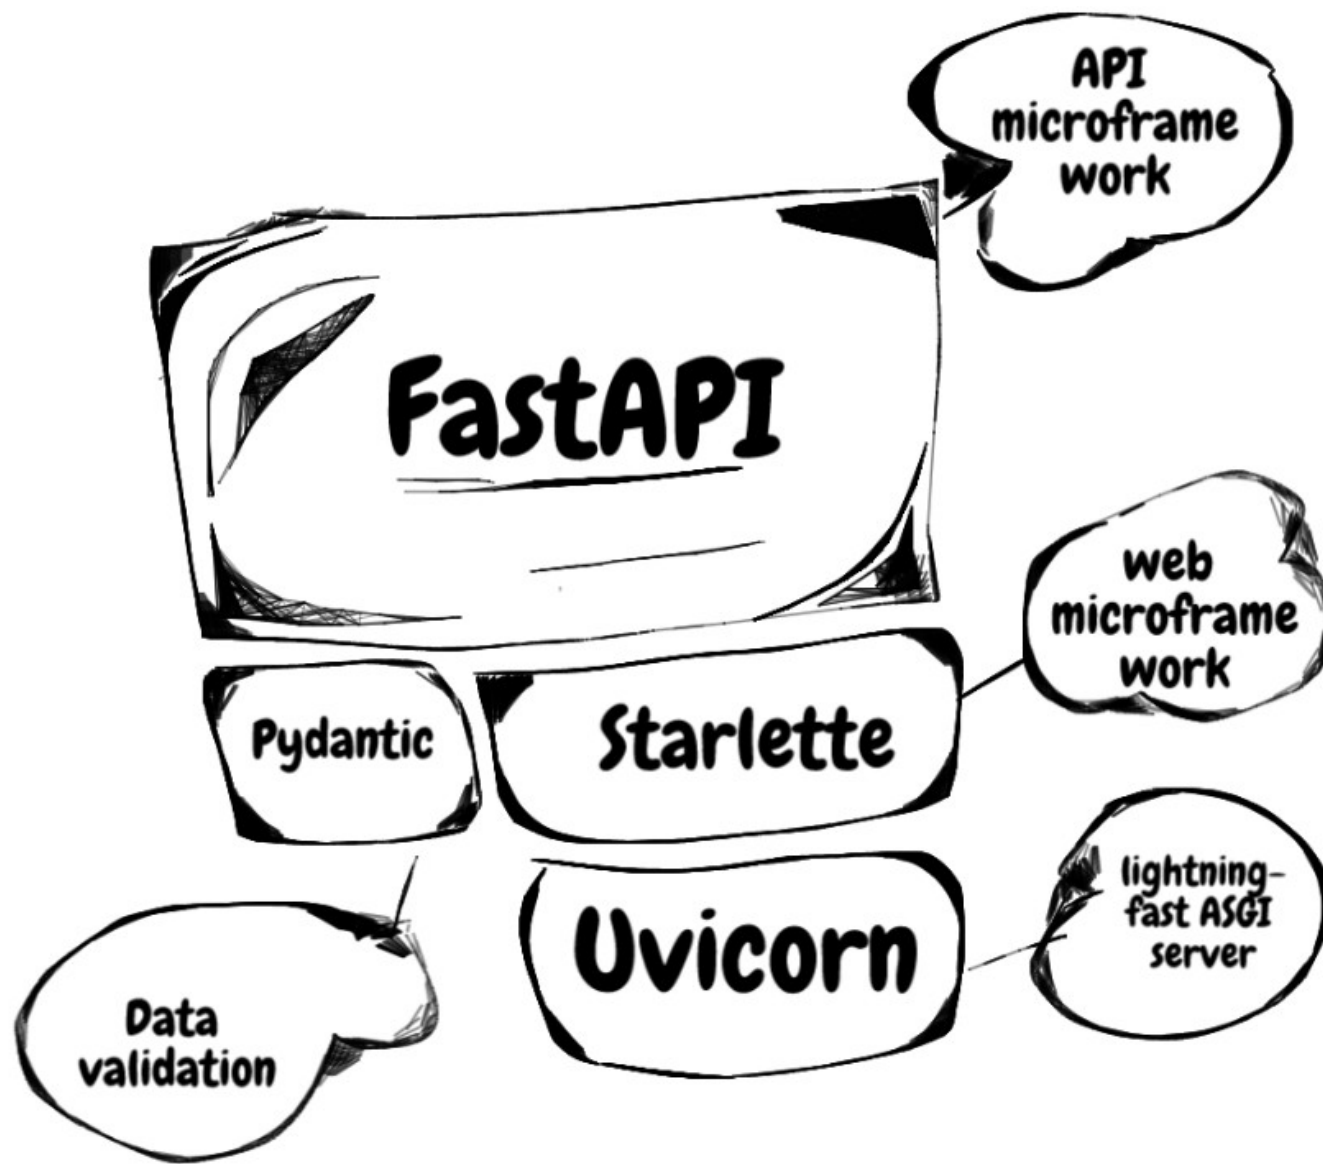 API
microframe
work
FastAPI
web
microframe
work
Pydantic
Starlette
lightning-
fast ASGI
server
Uvicorn
Data
validation